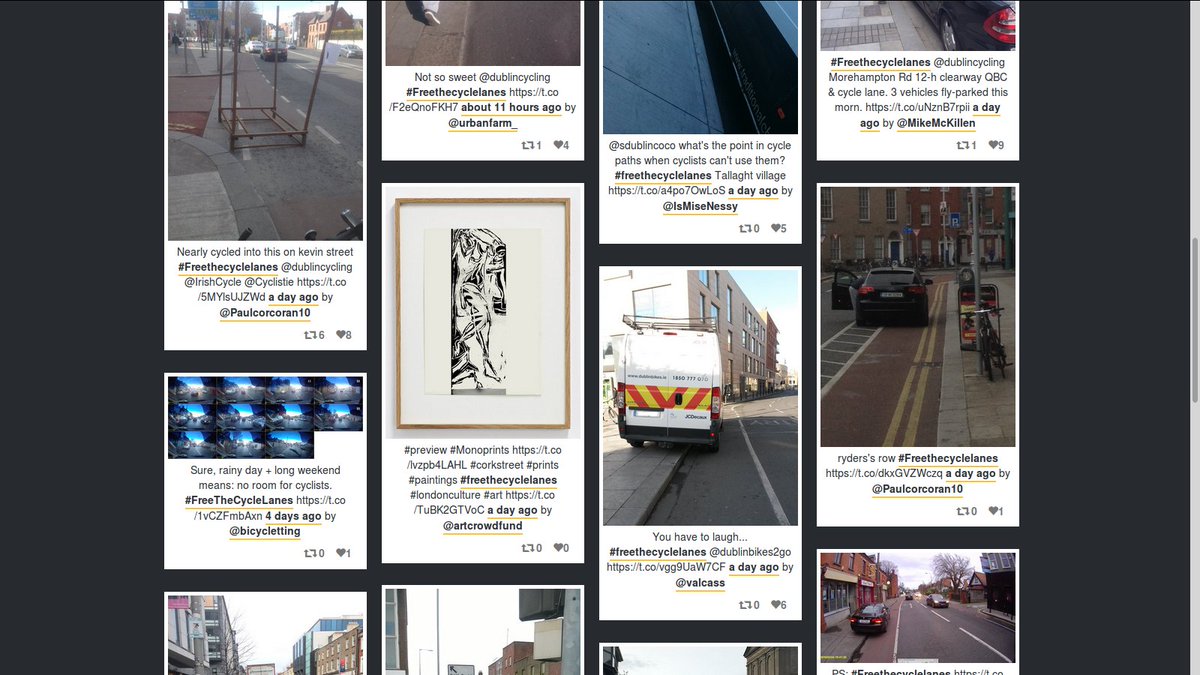 Nearly cycled into this on kevin street
#Freethecyclelanes @dublincycling
@IrishCycle @Cyclistie https://t.co
/5MYlsUJZWd a day ago by
@Paulcorcoran10
6 8
Sure, rainy day + long weekend
means: no room for cyclists.
#FreeTheCycleLanes https://t.co
/1vCZFmbAxn 4 days ago by
@bicycletting
0 1
Not so sweet @dublincycling
#Freethecyclelanes https://t.co
/F2eQnoFKH7 about 11 hours ago by
@urbanfarm_
1 4
#preview #Monoprints https://t.co
/lvzpb4LAHL #corkstreet #prints
#paintings #freethecyclelanes
#londonculture #art https://t.co
/TuBK2GTVoC a day ago by
@artcrowdfund
0 0
@sdublincoco what's the point in cycle
paths when cyclists can't use them?
#freethecyclelanes Tallaght village
https://t.co/a4po7OwLoS a day ago by
@IsMiseNessy
0 5
www.dublinbikes.ie 1850 777 070
JCDecaux
You have to laugh...
#freethecyclelanes @dublinbikes2go
https://t.co/vgg9UaW7CF a day ago by
@valcass
0 6
#Freethecyclelanes @dublincycling
Morehampton Rd 12-h clearway QBC
& cycle lane. 3 vehicles fly-parked this
morn. https://t.co/uNznB7rpii a day
ago by @MikeMcKillen
1 9
P
ryders's row #Freethecyclelanes
https://t.co/dkxGVZWczq a day ago by
@Paulcorcoran10
0 1
PS: #Freethecyclelanes https://t.co